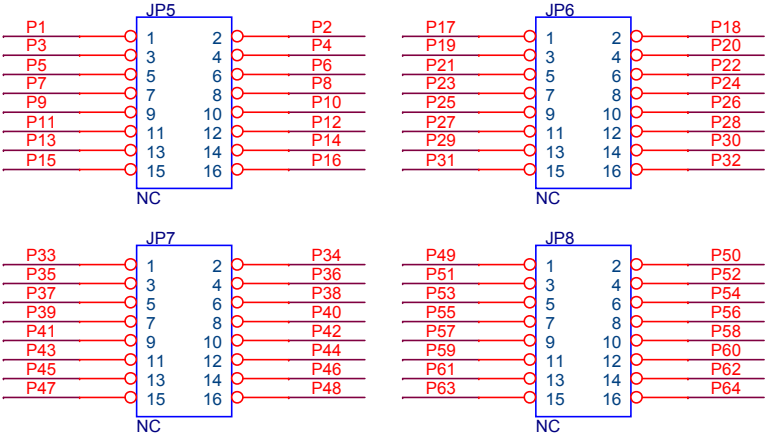 JP5 JP6
P1 1 2 P2 P17 1 2 P18
P3 3 4 P4 P19 3 4 P20
P5 5 6 P6 P21 5 6 P22
P7 7 8 P8 P23 7 8 P24
P9 9 10 P10 P25 9 10 P26
P11 11 12 P12 P27 11 12 P28
P13 13 14 P14 P29 13 14 P30
P15 15 16 P16 P31 15 16 P32
NC NC
JP7 JP8
P33 1 2 P34 P49 1 2 P50
P35 3 4 P36 P51 3 4 P52
P37 5 6 P38 P53 5 6 P54
P39 7 8 P40 P55 7 8 P56
P41 9 10 P42 P57 9 10 P58
P43 11 12 P44 P59 11 12 P60
P45 13 14 P46 P61 13 14 P62
P47 15 16 P48 P63 15 16 P64
NC NC